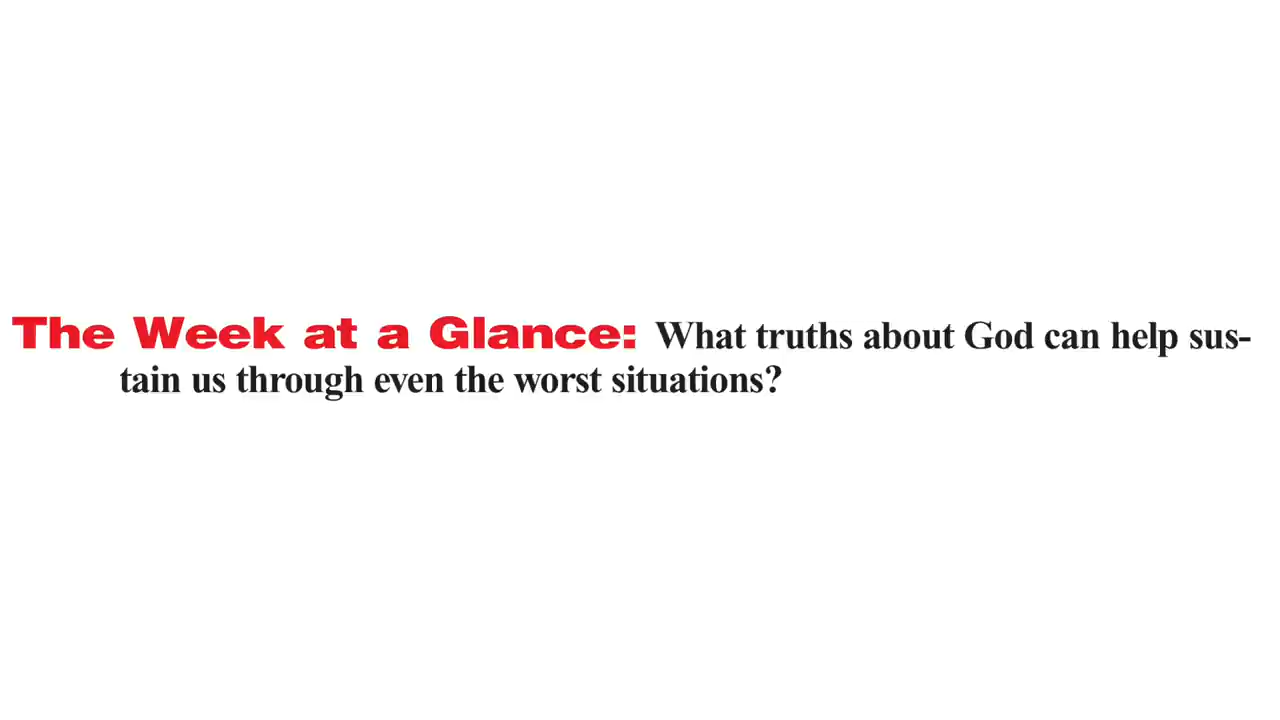 The Week at a Glance: What truths about God can help sus-
tain us through even the worst situations?